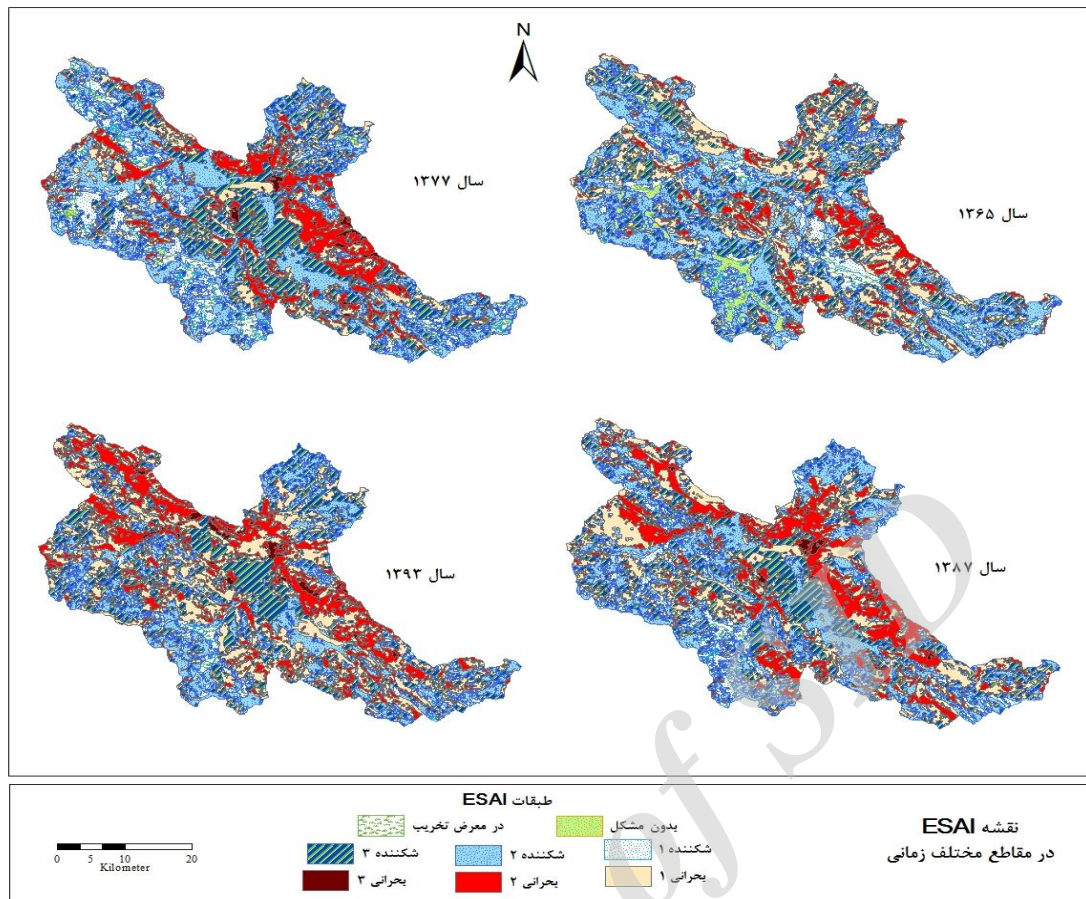 N
سال ۱۳۶۵
سال ۱۳۷۷
سال ۱۳۸۷
سال ۱۳۹۳
نقشه ESAI
در مقاطع مختلف زمانی
طبقات ESAI
بدون مشکل
در معرض تخریب
شکننده ۱
شکننده ۲
شکننده ۳
بحرانی ۱
بحرانی ۲
بحرانی ۳
0 5 10 20
Kilometer
of SID